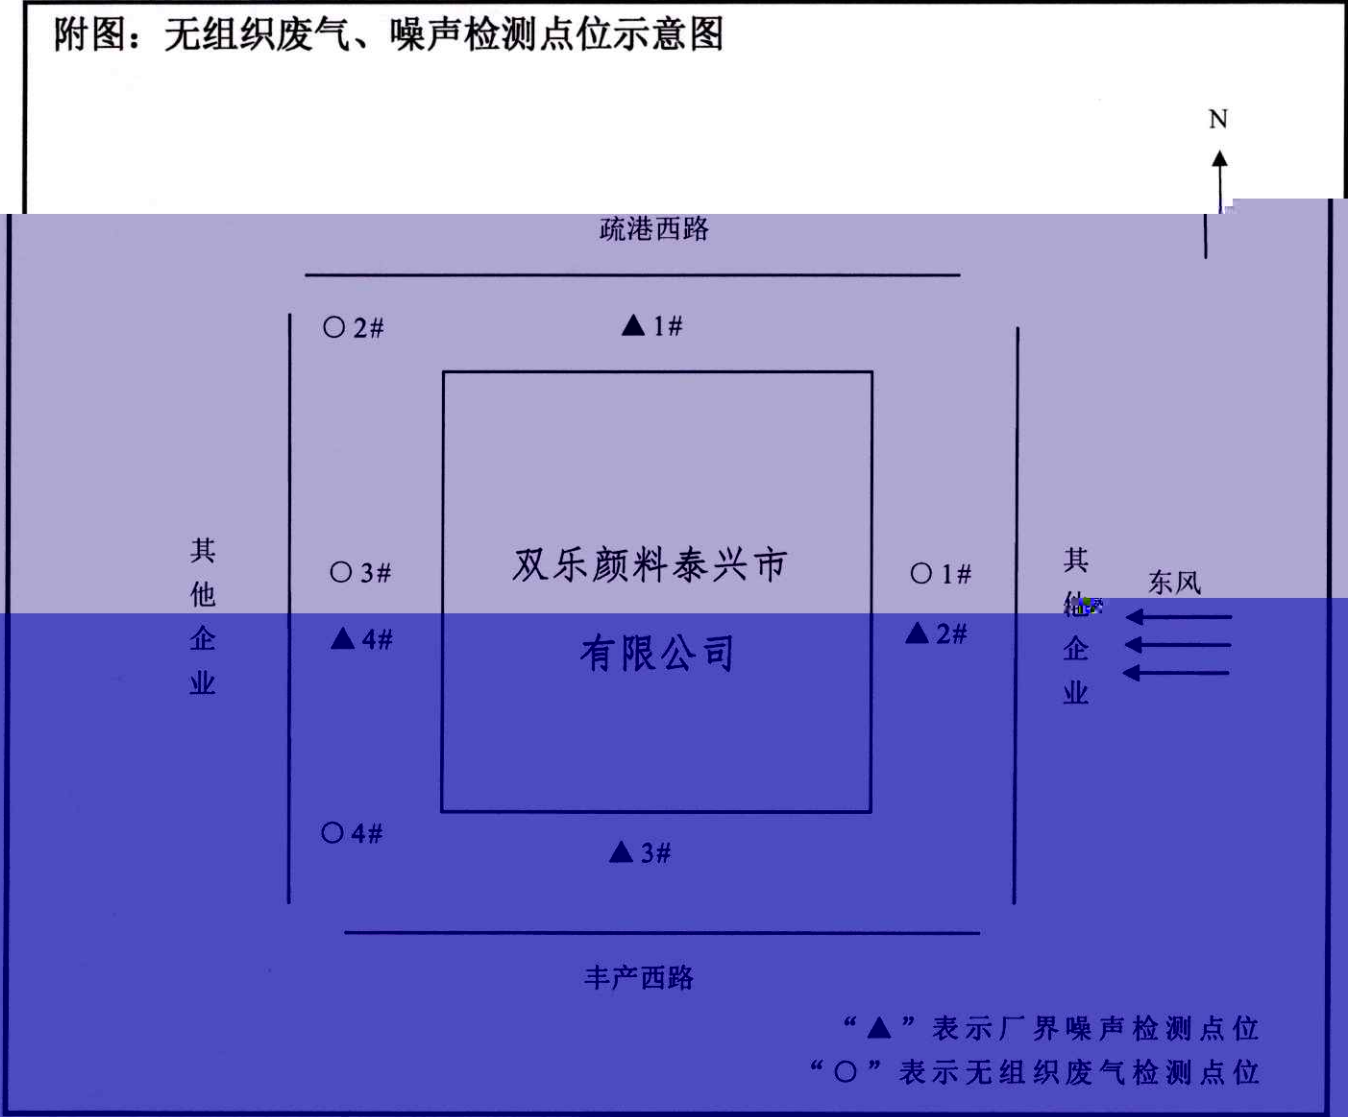 附图：无组织废气、噪声检测点位示意图
N
疏港西路
○2#
▲1#
其他企业
○3#
双乐颜料泰兴市
○1#
其他企业
东风
▲4#
有限公司
▲2#
○4#
▲3#
丰产西路
“▲”表示厂界噪声检测点位
“○”表示无组织废气检测点位